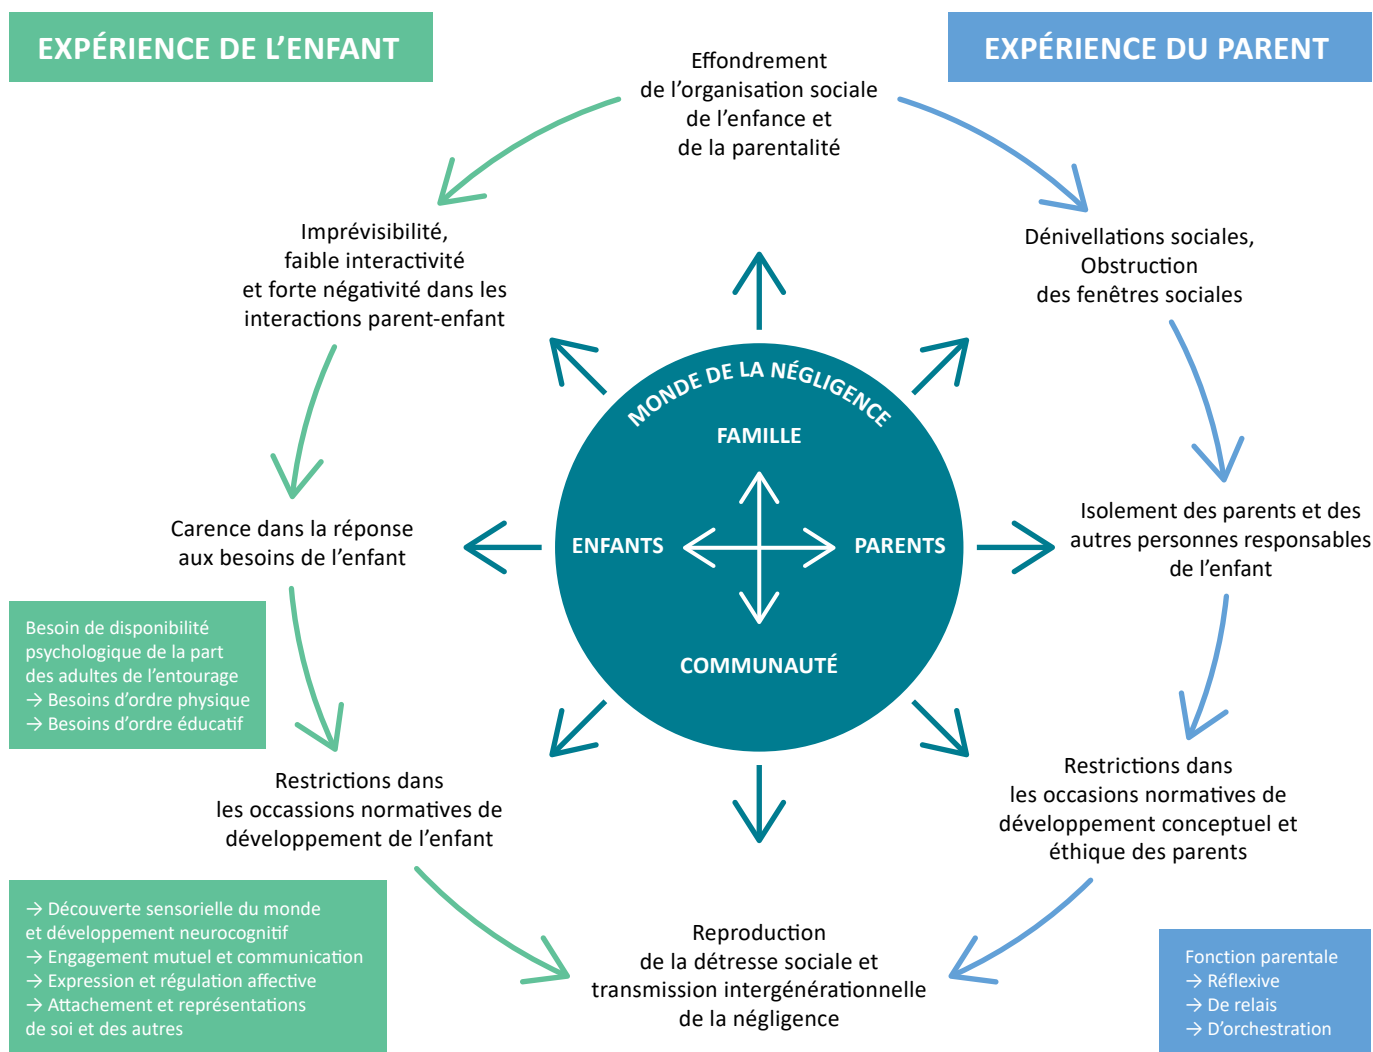 EXPÉRIENCE DE L’ENFANT
EXPÉRIENCE DU PARENT
Effondrement
de l’organisation sociale
de l’enfance et
de la parentalité
Imprévisibilité,
faible interactivité
et forte négativité dans les
interactions parent-enfant
Dénivellations sociales,
Obstruction
des fenêtres sociales
MONDE DE LA NÉGLIGENCE
FAMILLE
ENFANTS
PARENTS
COMMUNAUTÉ
Carence dans la réponse
aux besoins de l’enfant
Isolement des parents et des
autres personnes responsables
de l’enfant
Besoin de disponibilité
psychologique de la part
des adultes de l’entourage
→ Besoins d’ordre physique
→ Besoins d’ordre éducatif
Restrictions dans
les occassions normatives de
développement de l’enfant
Restrictions dans
les occasions normatives de
développement conceptuel et
éthique des parents
→ Découverte sensorielle du monde
et développement neurocognitif
→ Engagement mutuel et communication
→ Expression et régulation affective
→ Attachement et représentations
de soi et des autres
Reproduction
de la détresse sociale et
transmission intergénérationnelle
de la négligence
Fonction parentale
→ Réflexive
→ De relais
→ D’orchestration